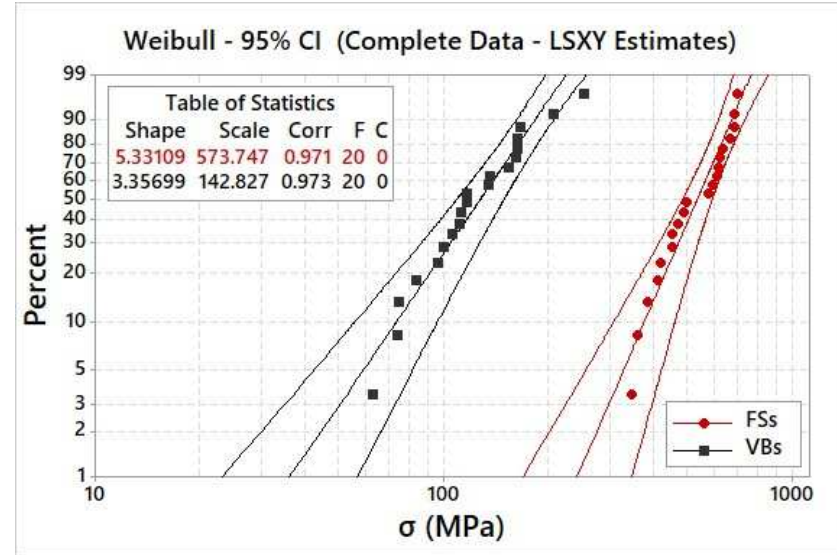 Weibull - 95% CI (Complete Data - LSXY Estimates)
Table of Statistics
Shape Scale Corr F C
5.33109 573.747 0.971 20 0
3.35699 142.827 0.973 20 0
Percent
99
90
80
70
60
50
40
30
20
10
5
3
2
1
FSs
VBs
10 100 1000
σ (MPa)